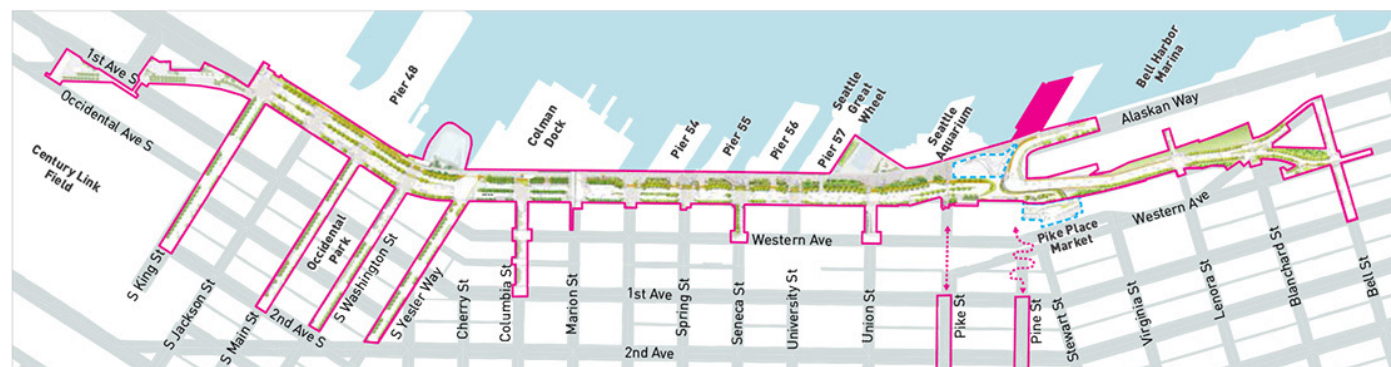 1st Ave S
Occidental Ave S
Century Link
Field
Pier 48
Colman
Dock
Pier 54
Pier 55
Pier 56
Pier 57
Seattle
Great
Wheel
Seattle
Aquarium
Bell Harbor
Marina
Alaskan Way
Western Ave
Pike Place
Market
Western Ave
Occidental
Park
1st Ave
2nd Ave S
2nd Ave
S King St
S Jackson St
S Main St
S Washington St
S Yesler Way
Cherry St
Columbia St
Marion St
Spring St
Seneca St
University St
Union St
Pike St
Pine St
Stewart St
Virginia St
Lenora St
Blanchard St
Bell St